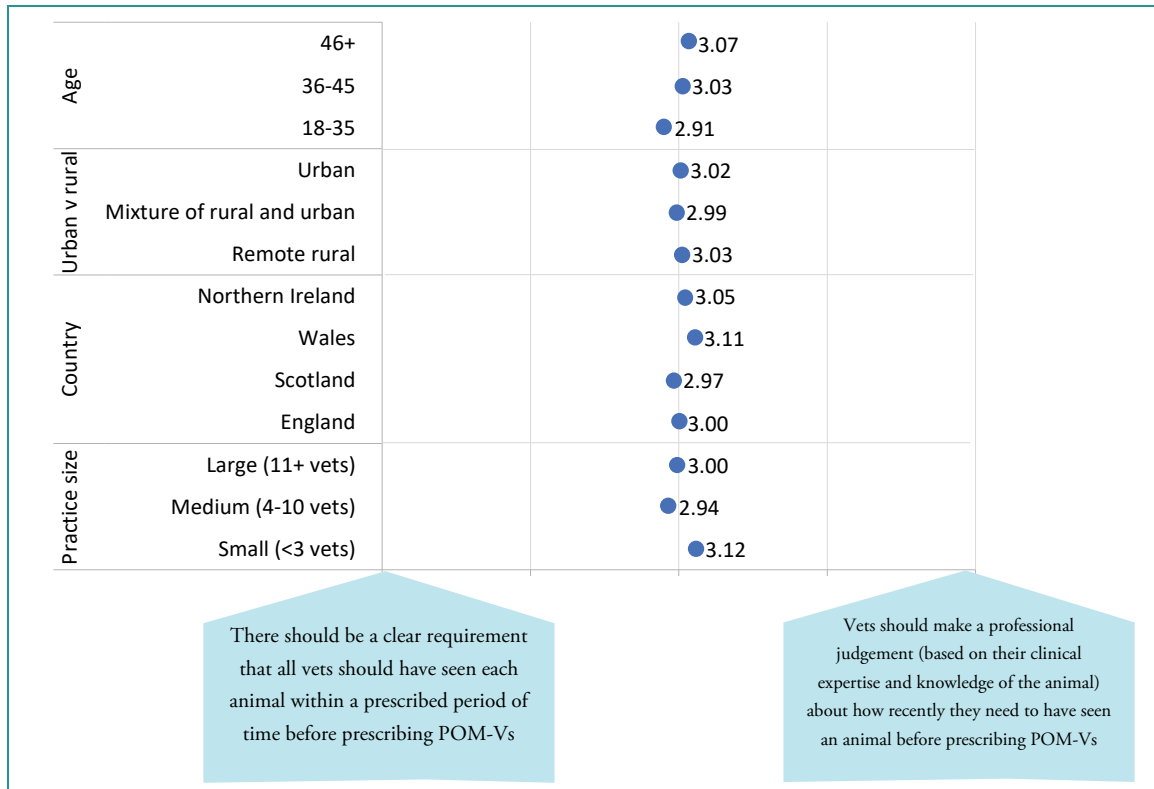 Age
46+ 3.07
36-45 3.03
18-35 2.91
Urban v rural
Urban 3.02
Mixture of rural and urban 2.99
Remote rural 3.03
Country
Northern Ireland 3.05
Wales 3.11
Scotland 2.97
England 3.00
Practice size
Large (11+ vets) 3.00
Medium (4-10 vets) 2.94
Small (<3 vets) 3.12
There should be a clear requirement
that all vets should have seen each
animal within a prescribed period of
time before prescribing POM-Vs
Vets should make a professional
judgement (based on their clinical
expertise and knowledge of the animal)
about how recently they need to have seen
an animal before prescribing POM-Vs